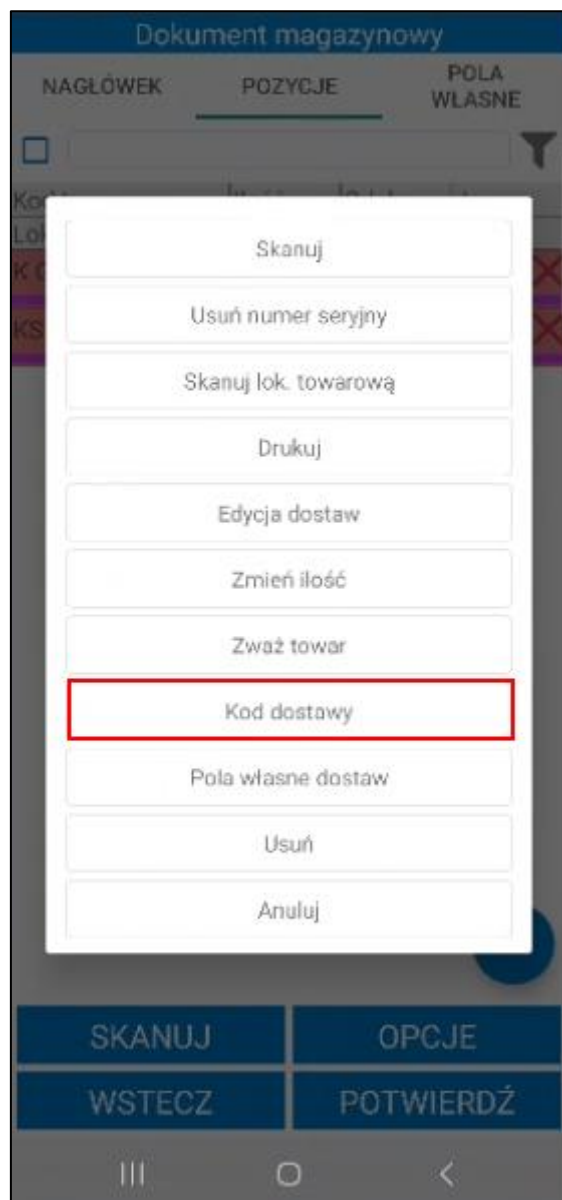 Dokument magazynowy
NAGŁÓWEK
POZYCJE
POLA
WŁASNE
Skanuj
Usuń numer seryjny
Skanuj lok. towarową
Drukuj
Edycja dostaw
Zmień ilość
Zważ towar
Kod dostawy
Pola własne dostaw
Usuń
Anuluj
SKANUJ
OPCJE
WSTECZ
POTWIERDŹ